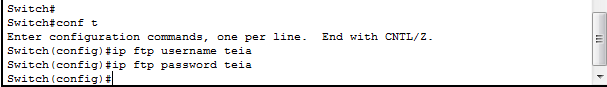 Switch#
Switch#conf t
Enter configuration commands, one per line.  End with CNTL/Z.
Switch(config)#ip ftp username teia
Switch(config)#ip ftp password teia
Switch(config)#